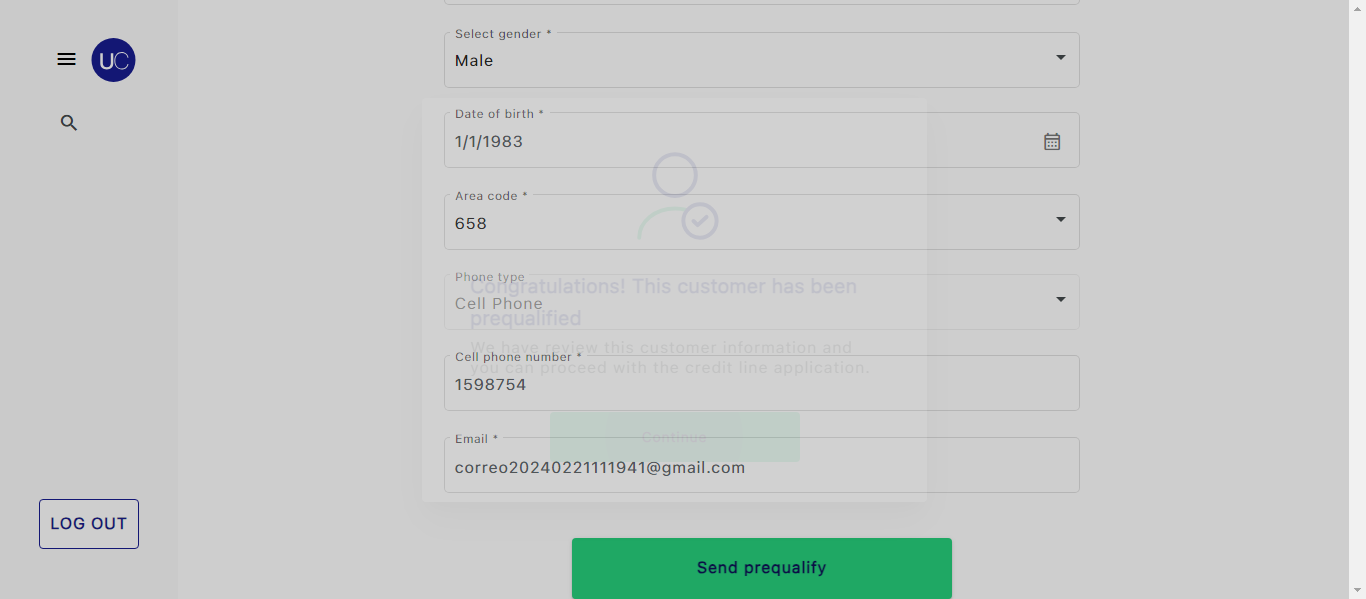 UC
Select gender *
Male
Date of birth *
1/1/1983
Area code *
658
Phone type
Congratulations! This customer has been
Cell Phone
prequalified
We have review this customer information and
Cell phone number *
you can proceed with the credit line application.
1598754
Continue
Email *
correo20240221111941@gmail.com
LOG OUT
Send prequalify